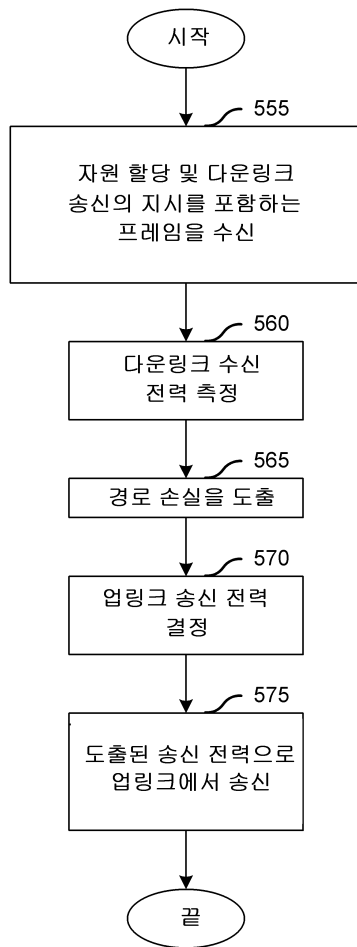 시작
555
자원 할당 및 다운링크
송신의 지시를 포함하는
프레임을 수신
560
다운링크 수신
전력 측정
565
경로 손실을 도출
570
업링크 송신 전력
결정
575
도출된 송신 전력으로
업링크에서 송신
끝